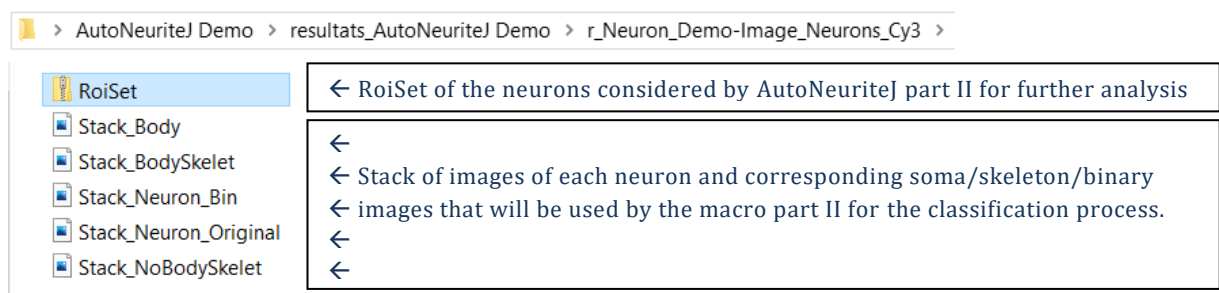 > AutoNeuriteJ Demo > resultats_AutoNeuriteJ Demo > r_Neuron_Demo-Image_Neurons_Cy3 >
RoiSet
← RoiSet of the neurons considered by AutoNeuriteJ part II for further analysis
Stack_Body
←
Stack_BodySkelet
← Stack of images of each neuron and corresponding soma/skeleton/binary
Stack_Neuron_Bin
← images that will be used by the macro part II for the classification process.
Stack_Neuron_Original
←
Stack_NoBodySkelet
←